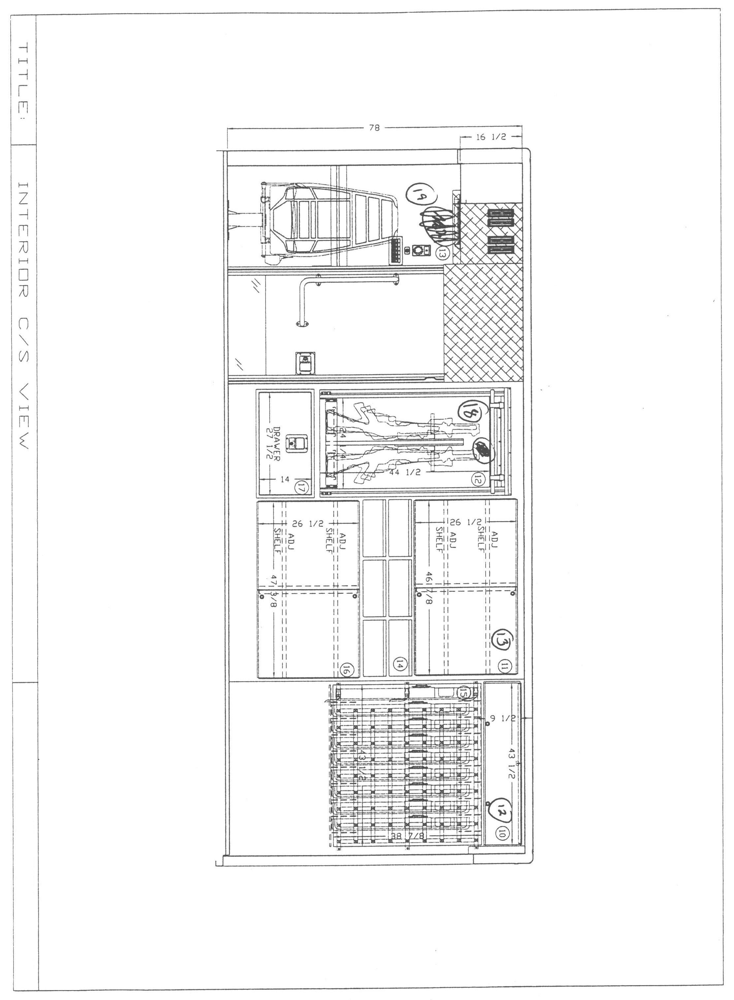 78
16 1/2
19
13
18
24 1/4
44 1/2
12
DRAWER
27 1/2
14
17
26 1/2
ADJ
SHELF
ADJ
SHELF
46 7/8
13
11
14
26 1/2
ADJ
SHELF
ADJ
SHELF
47 3/8
16
15
9 1/2
43 1/2
12
10
43 1/2
38 7/8
TITLE: INTERIOR C/S VIEW